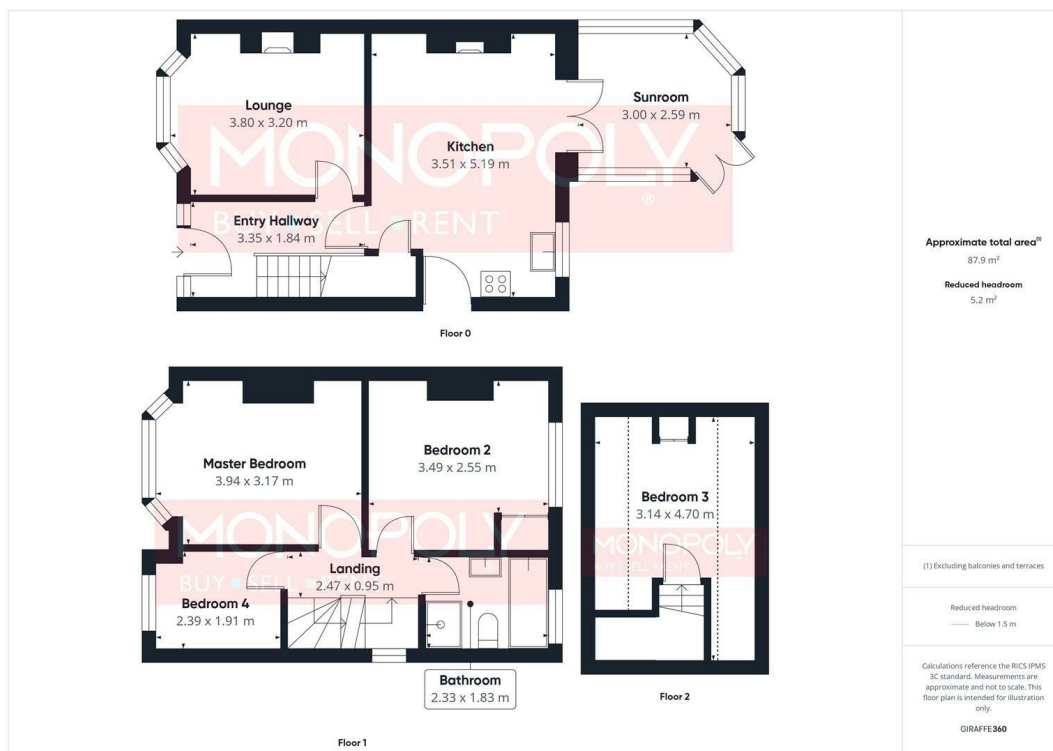 Lounge
3.80 x 3.20 m
Kitchen
3.51 x 5.19 m
Sunroom
3.00 x 2.59 m
MONOPOLY
®
BUY SELL RENT
Entry Hallway
3.35 x 1.84 m
Floor 0
Master Bedroom
3.94 x 3.17 m
Bedroom 2
3.49 x 2.55 m
MONOPOLY
BUY SELL RENT
Landing
2.47 x 0.95 m
Bedroom 4
2.39 x 1.91 m
Bathroom
2.33 x 1.83 m
Floor 1
Bedroom 3
3.14 x 4.70 m
MONOPOLY
BUY SELL RENT
Floor 2
Approximate total area(1)
87.9 m²
Reduced headroom
5.2 m²
(1) Excluding balconies and terraces
Reduced headroom
Below 1.5 m
Calculations reference the RICS IPMS
3C standard. Measurements are
approximate and not to scale. This
floor plan is intended for illustration
only.
GIRAFFE360